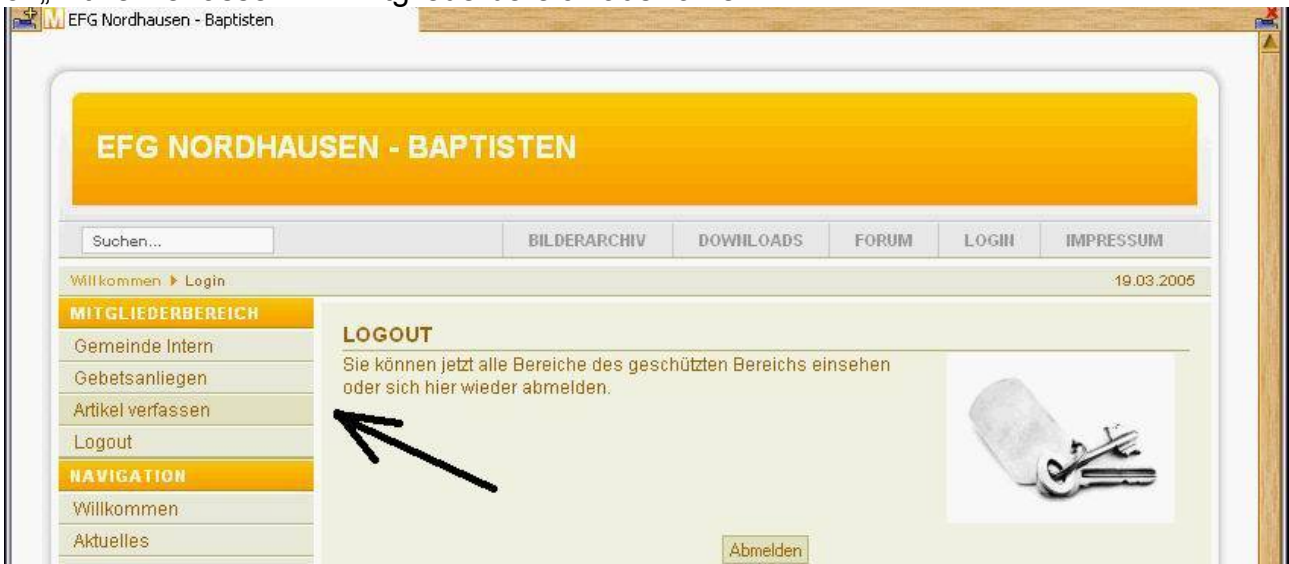 EFG Nordhausen - Baptisten
EFG NORDHAUSEN - BAPTISTEN
Suchen...
BILDERARCHIV DOWNLOADS FORUM LOGIN IMPRESSUM
Willkommen Login
19.03.2005
MITGLIEDERBEREICH
Gemeinde Intern
Gebetsanliegen
Artikel verfassen
Logout
NAVIGATION
Willkommen
Aktuelles
LOGOUT
Sie können jetzt alle Bereiche des geschützten Bereichs einsehen
oder sich hier wieder abmelden.
Abmelden